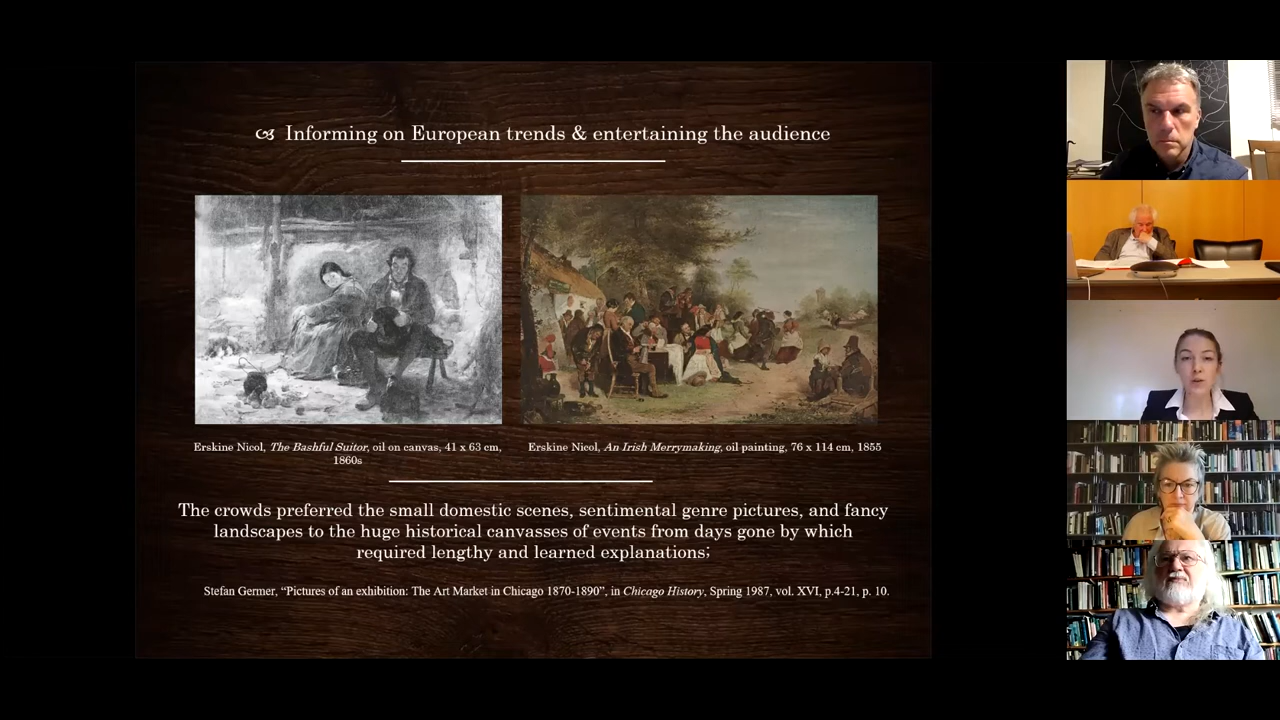 Informing on European trends & entertaining the audience
Erskine Nicol, The Bashful Suitor, oil on canvas, 41 x 63 cm,
1860s
Erskine Nicol, An Irish Merrymaking, oil painting, 76 x 114 cm, 1855
The crowds preferred the small domestic scenes, sentimental genre pictures, and fancy
landscapes to the huge historical canvasses of events from days gone by which
required lengthy and learned explanations;
Stefan Germer, “Pictures of an exhibition: The Art Market in Chicago 1870-1890”, in Chicago History, Spring 1987, vol. XVI, p.4-21, p. 10.